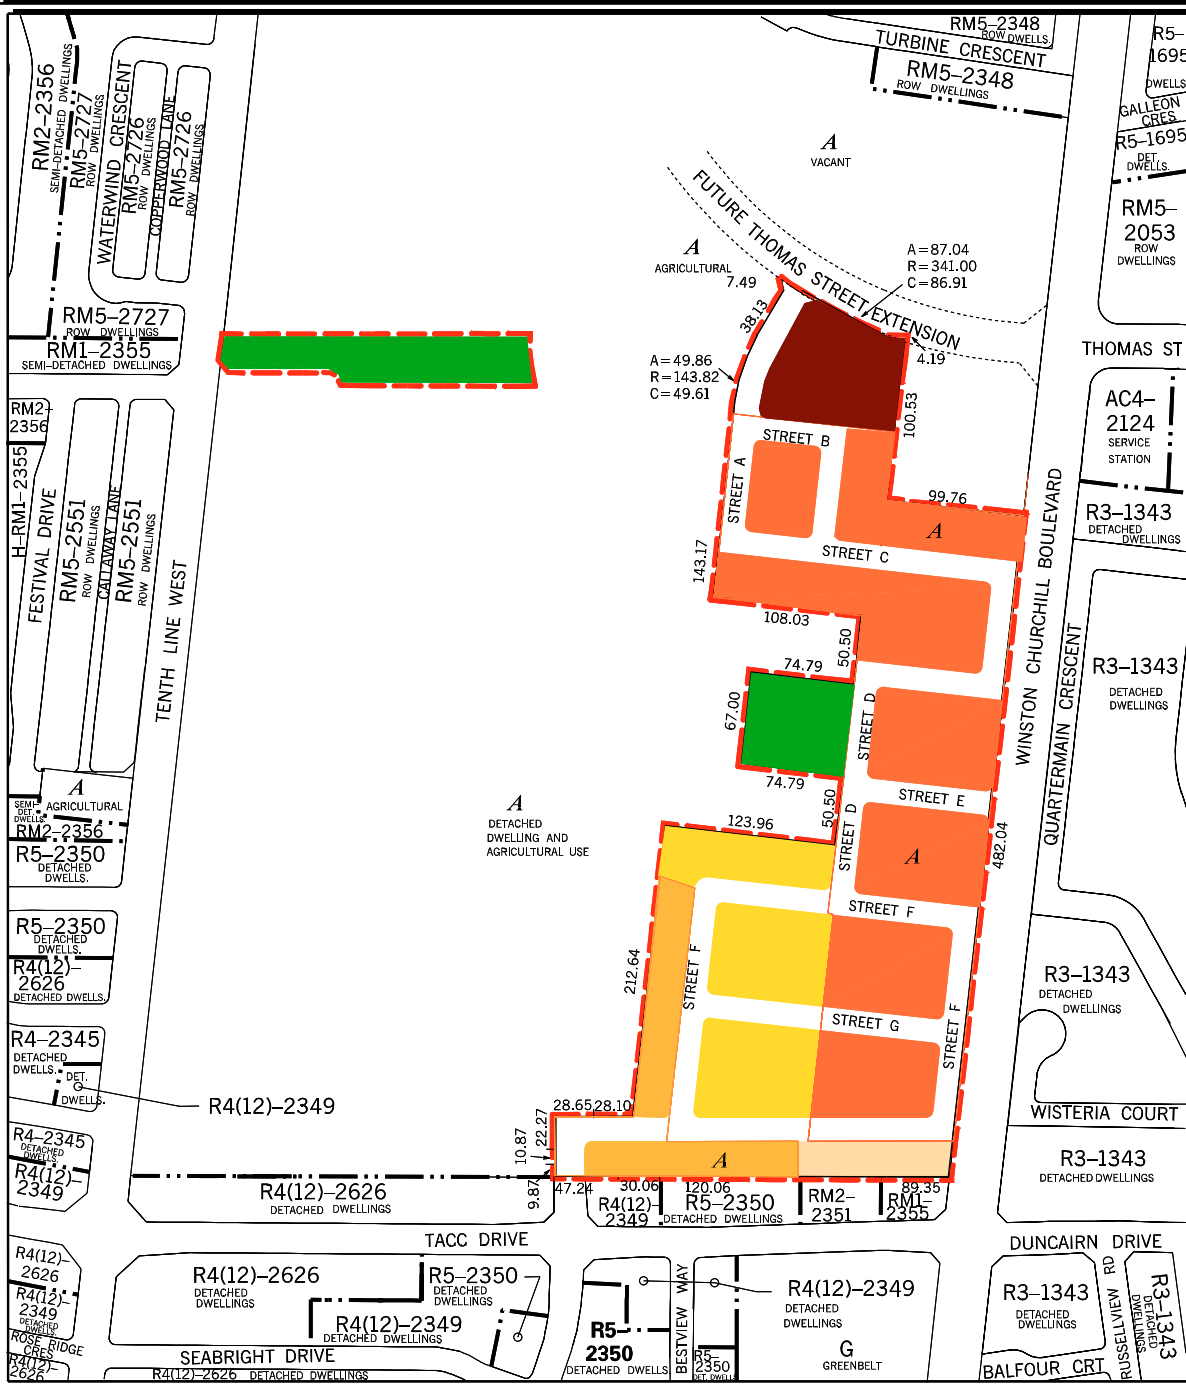 RM5–2348
ROW DWELLS.
TURBINE CRESCENT
RM5–2348
ROW DWELLINGS
R5–
1695
DWELLS
GALLEON
CRES
R5–1695
DET.
DWELLS.
RM5–
2053
ROW
DWELLINGS
RM2–2356
SEMI–DETACHED DWELLINGS
RM5–2727
ROW DWELLINGS
WATERWIND CRESCENT
RM5–2726
ROW DWELLINGS
COPPERWOOD LANE
RM5–2726
ROW DWELLINGS
RM5–2727
ROW DWELLINGS
RM1–2355
SEMI–DETACHED DWELLINGS
A
VACANT
FUTURE THOMAS STREET EXTENSION
A
AGRICULTURAL
7.49
38.13
A=87.04
R=341.00
C=86.91
4.19
A=49.86
R=143.82
C=49.61
100.53
THOMAS ST
AC4–
2124
SERVICE
STATION
R3–1343
DETACHED
DWELLINGS
RM2–
2356
H–RM1–2355
FESTIVAL DRIVE
RM5–2551
ROW DWELLINGS
CALLAWAY LANE
RM5–2551
ROW DWELLINGS
TENTH LINE WEST
STREET B
STREET A
99.76
A
STREET C
143.17
108.03
50.50
74.79
67.00
74.79
50.50
STREET D
STREET D
STREET E
WINSTON CHURCHILL BOULEVARD
QUARTERMAIN CRESCENT
R3–1343
DETACHED
DWELLINGS
A
AGRICULTURAL
SEMI–
DET.
DWELLS.
RM2–2356
R5–2350
DETACHED
DWELLS.
A
DETACHED
DWELLING AND
AGRICULTURAL USE
123.96
A
482.04
STREET F
R5–2350
DETACHED
DWELLS.
R4(12)–
2626
DETACHED DWELLS.
212.64
STREET F
STREET G
STREET F
R3–1343
DETACHED
DWELLINGS
R4–2345
DETACHED
DWELLS.
DET.
DWELLS.
R4(12)–2349
28.65
28.10
22.27
10.87
9.87
WISTERIA COURT
R4–2345
DETACHED
DWELLS.
R4(12)–
2349
A
R3–1343
DETACHED DWELLINGS
47.24
30.06
120.06
89.35
R4(12)–2626
DETACHED DWELLINGS
R4(12)–
2349
R5–2350
DETACHED DWELLINGS
RM2–
2351
RM1–
2355
TACC DRIVE
DUNCAIRN DRIVE
R4(12)–
2626
R4(12)–
2349
DETACHED
DWELLS.
ROSE RIDGE
CRES
R4(12)–
2626
R4(12)–2626
DETACHED
DWELLINGS
R5–2350
DETACHED
DWELLINGS
R4(12)–2349
DETACHED DWELLINGS
SEABRIGHT DRIVE
R4(12)–2626 DETACHED DWELLINGS
R5–
2350
DETACHED DWELLS.
BESTVIEW WAY
R5–
2350
DET. DWELLS
R4(12)–2349
DETACHED
DWELLINGS
G
GREENBELT
R3–1343
DETACHED
DWELLINGS
BALFOUR CRT
RUSSELLVIEW RD
R3–1343
DETACHED
DWELLINGS